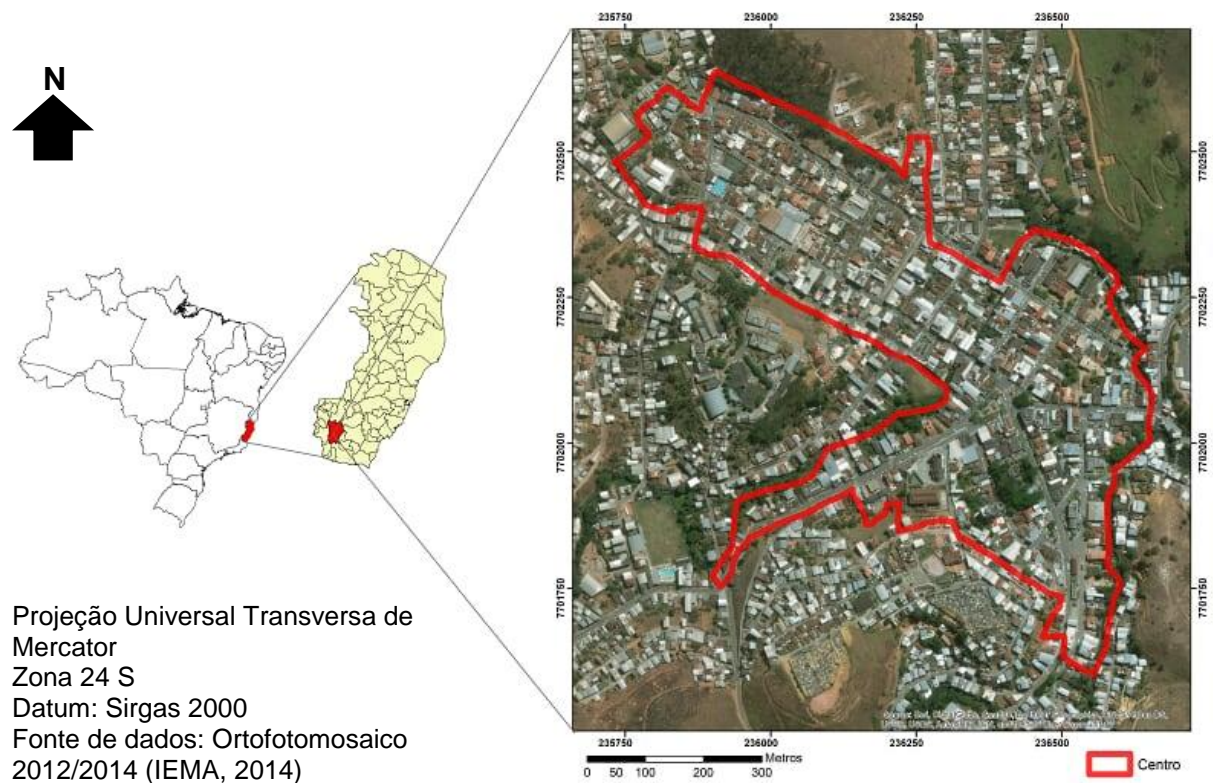 235750 236000 236250 236500
N
7702500 7702500
7702250 7702250
7702000 7702000
7701750 7701750
Projeção Universal Transversa de
Mercator
Zona 24 S
Datum: Sirgas 2000
Fonte de dados: Ortofotomosaico
2012/2014 (IEMA, 2014)
235750 236000 236250 236500
Metros
0 50 100 200 300
Centro